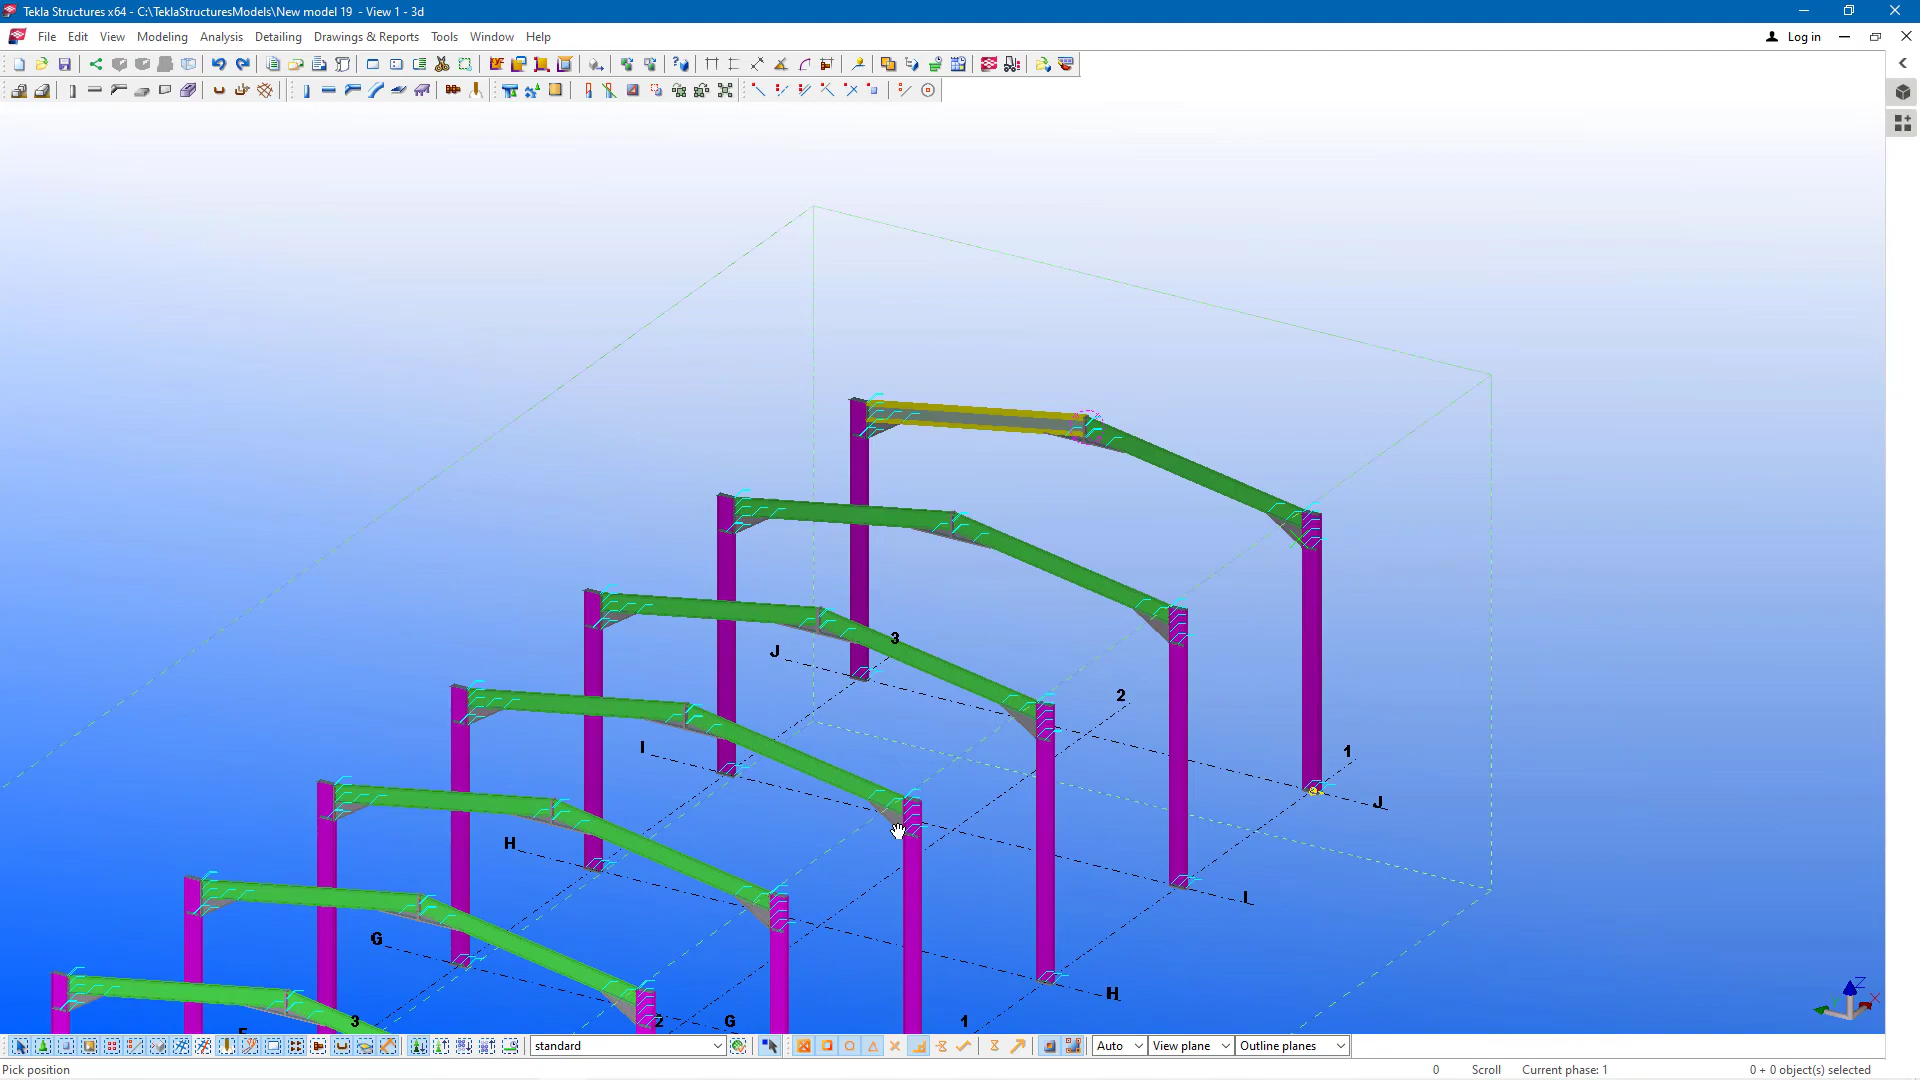 Tekla Structures x64 - C:\TeklaStructuresModels\New model 19 - View 1 - 3d
File Edit View Modeling Analysis Detailing Drawings & Reports Tools Window Help
Log in
3
J
2
I
1
J
H
I
G
H
3
2
G
1
Z
X
standard
Auto
View plane
Outline planes
Pick position
0
Scroll
Current phase: 1
0 + 0 object(s) selected